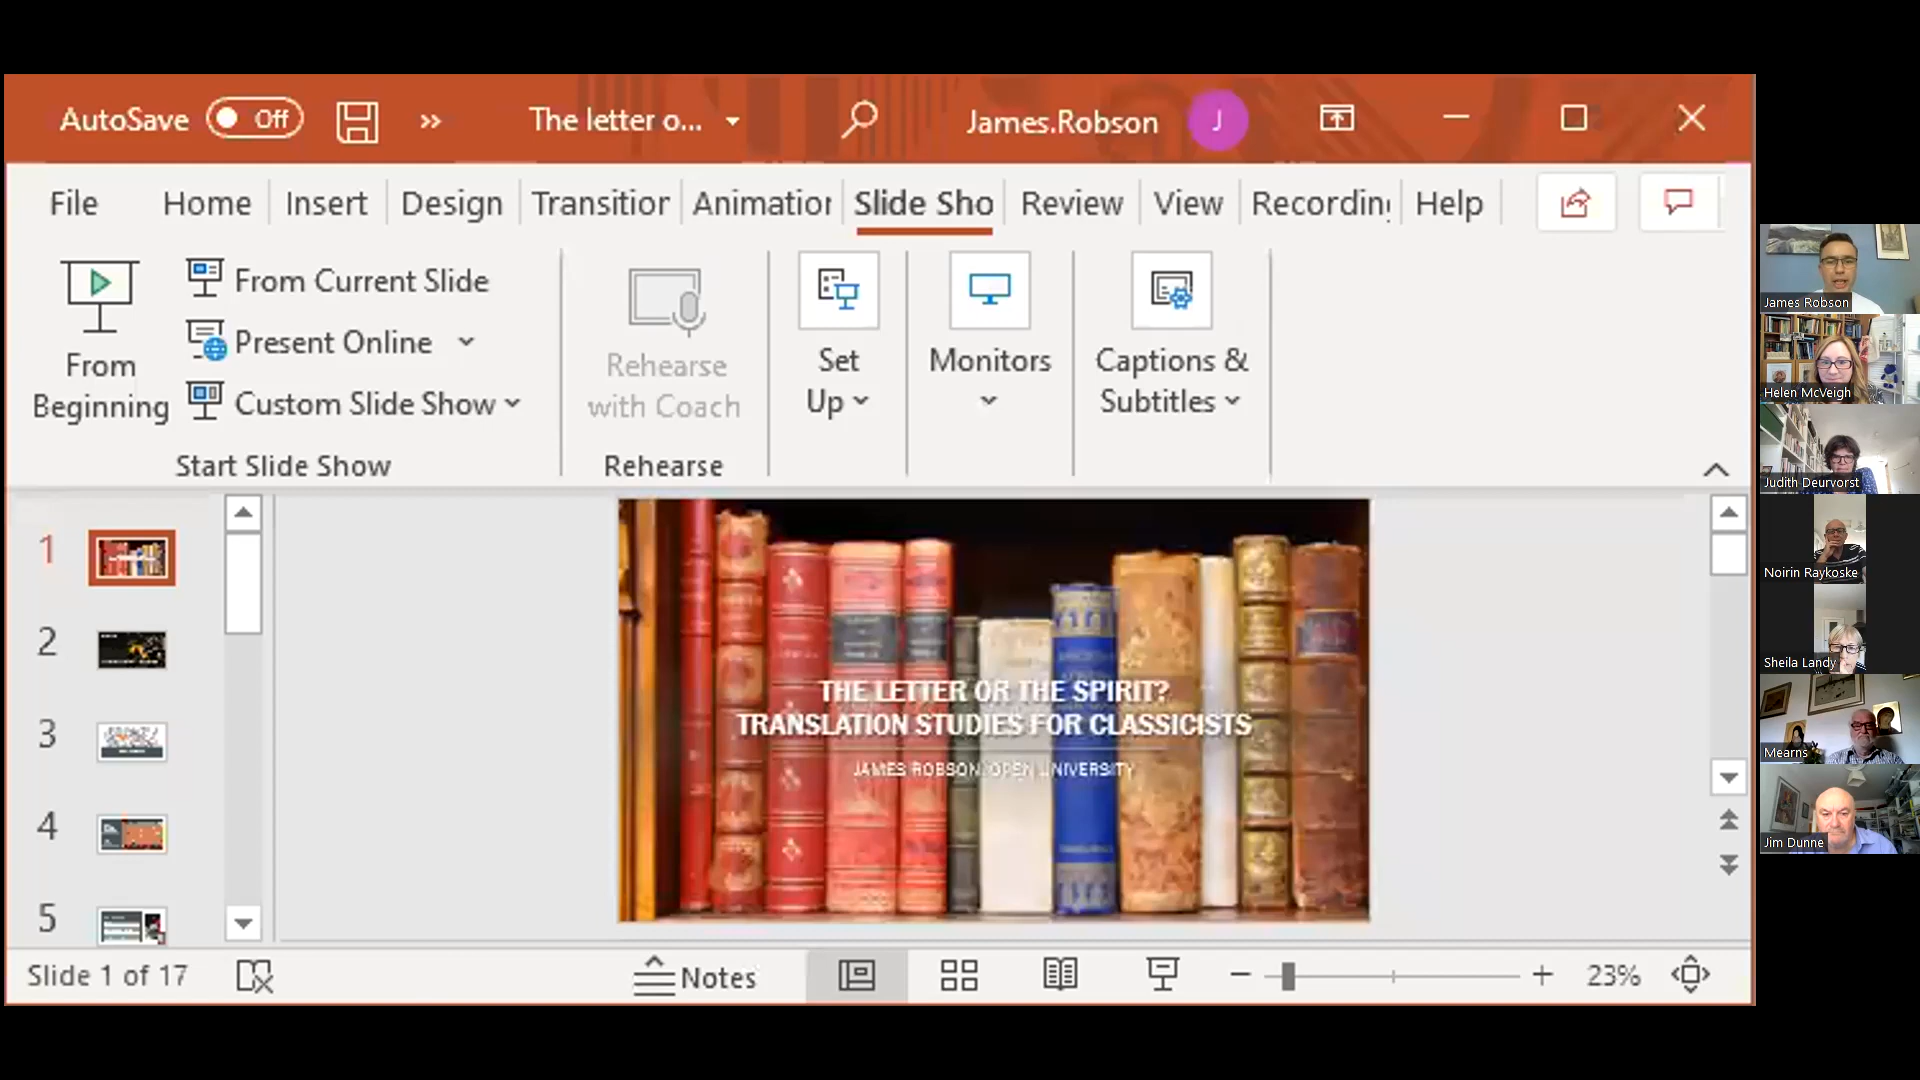 AutoSave Off The letter o... James.Robson J
File Home Insert Design Transition Animation Slide Sho Review View Recording Help
From Beginning
From Current Slide
Present Online
Custom Slide Show
Start Slide Show
Rehearse with Coach
Rehearse
Set Up
Monitors
Captions & Subtitles
1
2
3
4
5
THE LETTER OR THE SPIRIT?
TRANSLATION STUDIES FOR CLASSICISTS
JAMES ROBSON, OPEN UNIVERSITY
Slide 1 of 17 Notes 23%
James Robson
Helen McVeigh
Judith Deurvorst
Noirin Raykoske
Sheila Landy
Mearns
Jim Dunne